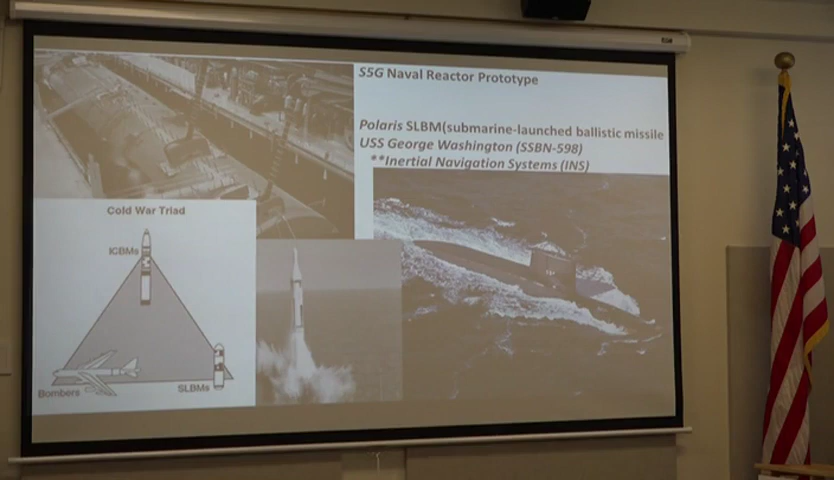 S5G Naval Reactor Prototype
Polaris SLBM(submarine-launched ballistic missile
USS George Washington (SSBN-598)
**Inertial Navigation Systems (INS)
Cold War Triad
ICBMs
Bombers
SLBMs